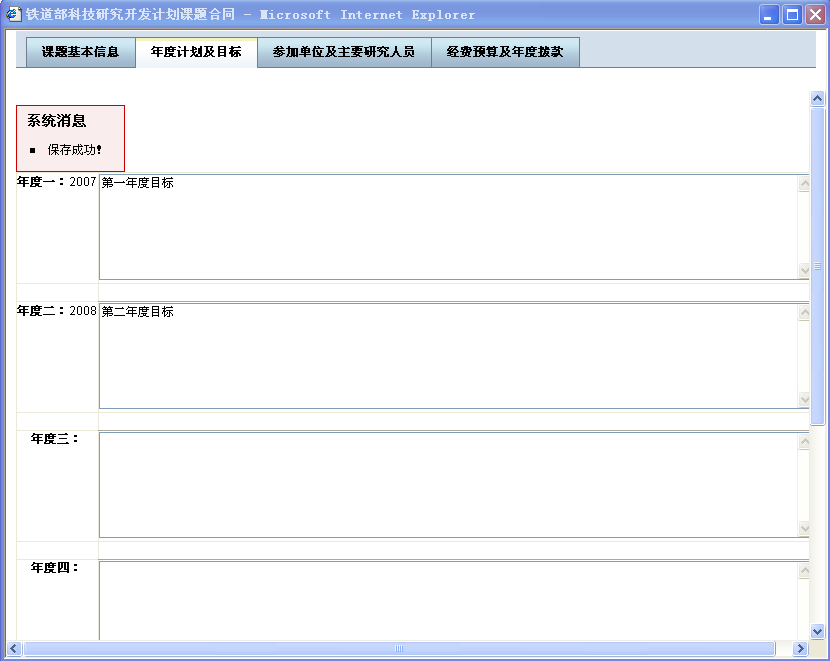 铁道部科技研究开发计划课题合同 - Microsoft Internet Explorer
课题基本信息 年度计划及目标 参加单位及主要研究人员 经费预算及年度拨款
系统消息
保存成功!
年度一：2007 第一年度目标
年度二：2008 第二年度目标
年度三：
年度四：